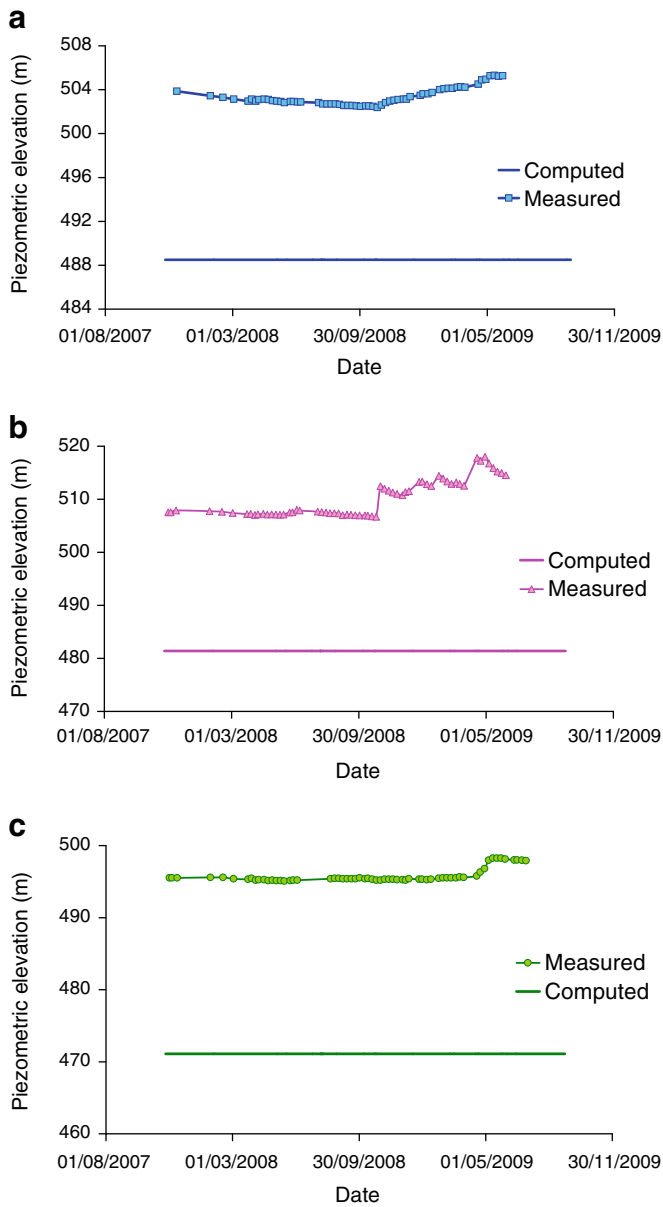 a
Piezometric elevation (m)
508
504
500
496
492
488
484
Computed
Measured
01/08/2007 01/03/2008 30/09/2008 01/05/2009 30/11/2009
Date
b
Piezometric elevation (m)
520
510
500
490
480
470
Computed
Measured
01/08/2007 01/03/2008 30/09/2008 01/05/2009 30/11/2009
Date
c
Piezometric elevation (m)
500
490
480
470
460
Measured
Computed
01/08/2007 01/03/2008 30/09/2008 01/05/2009 30/11/2009
Date